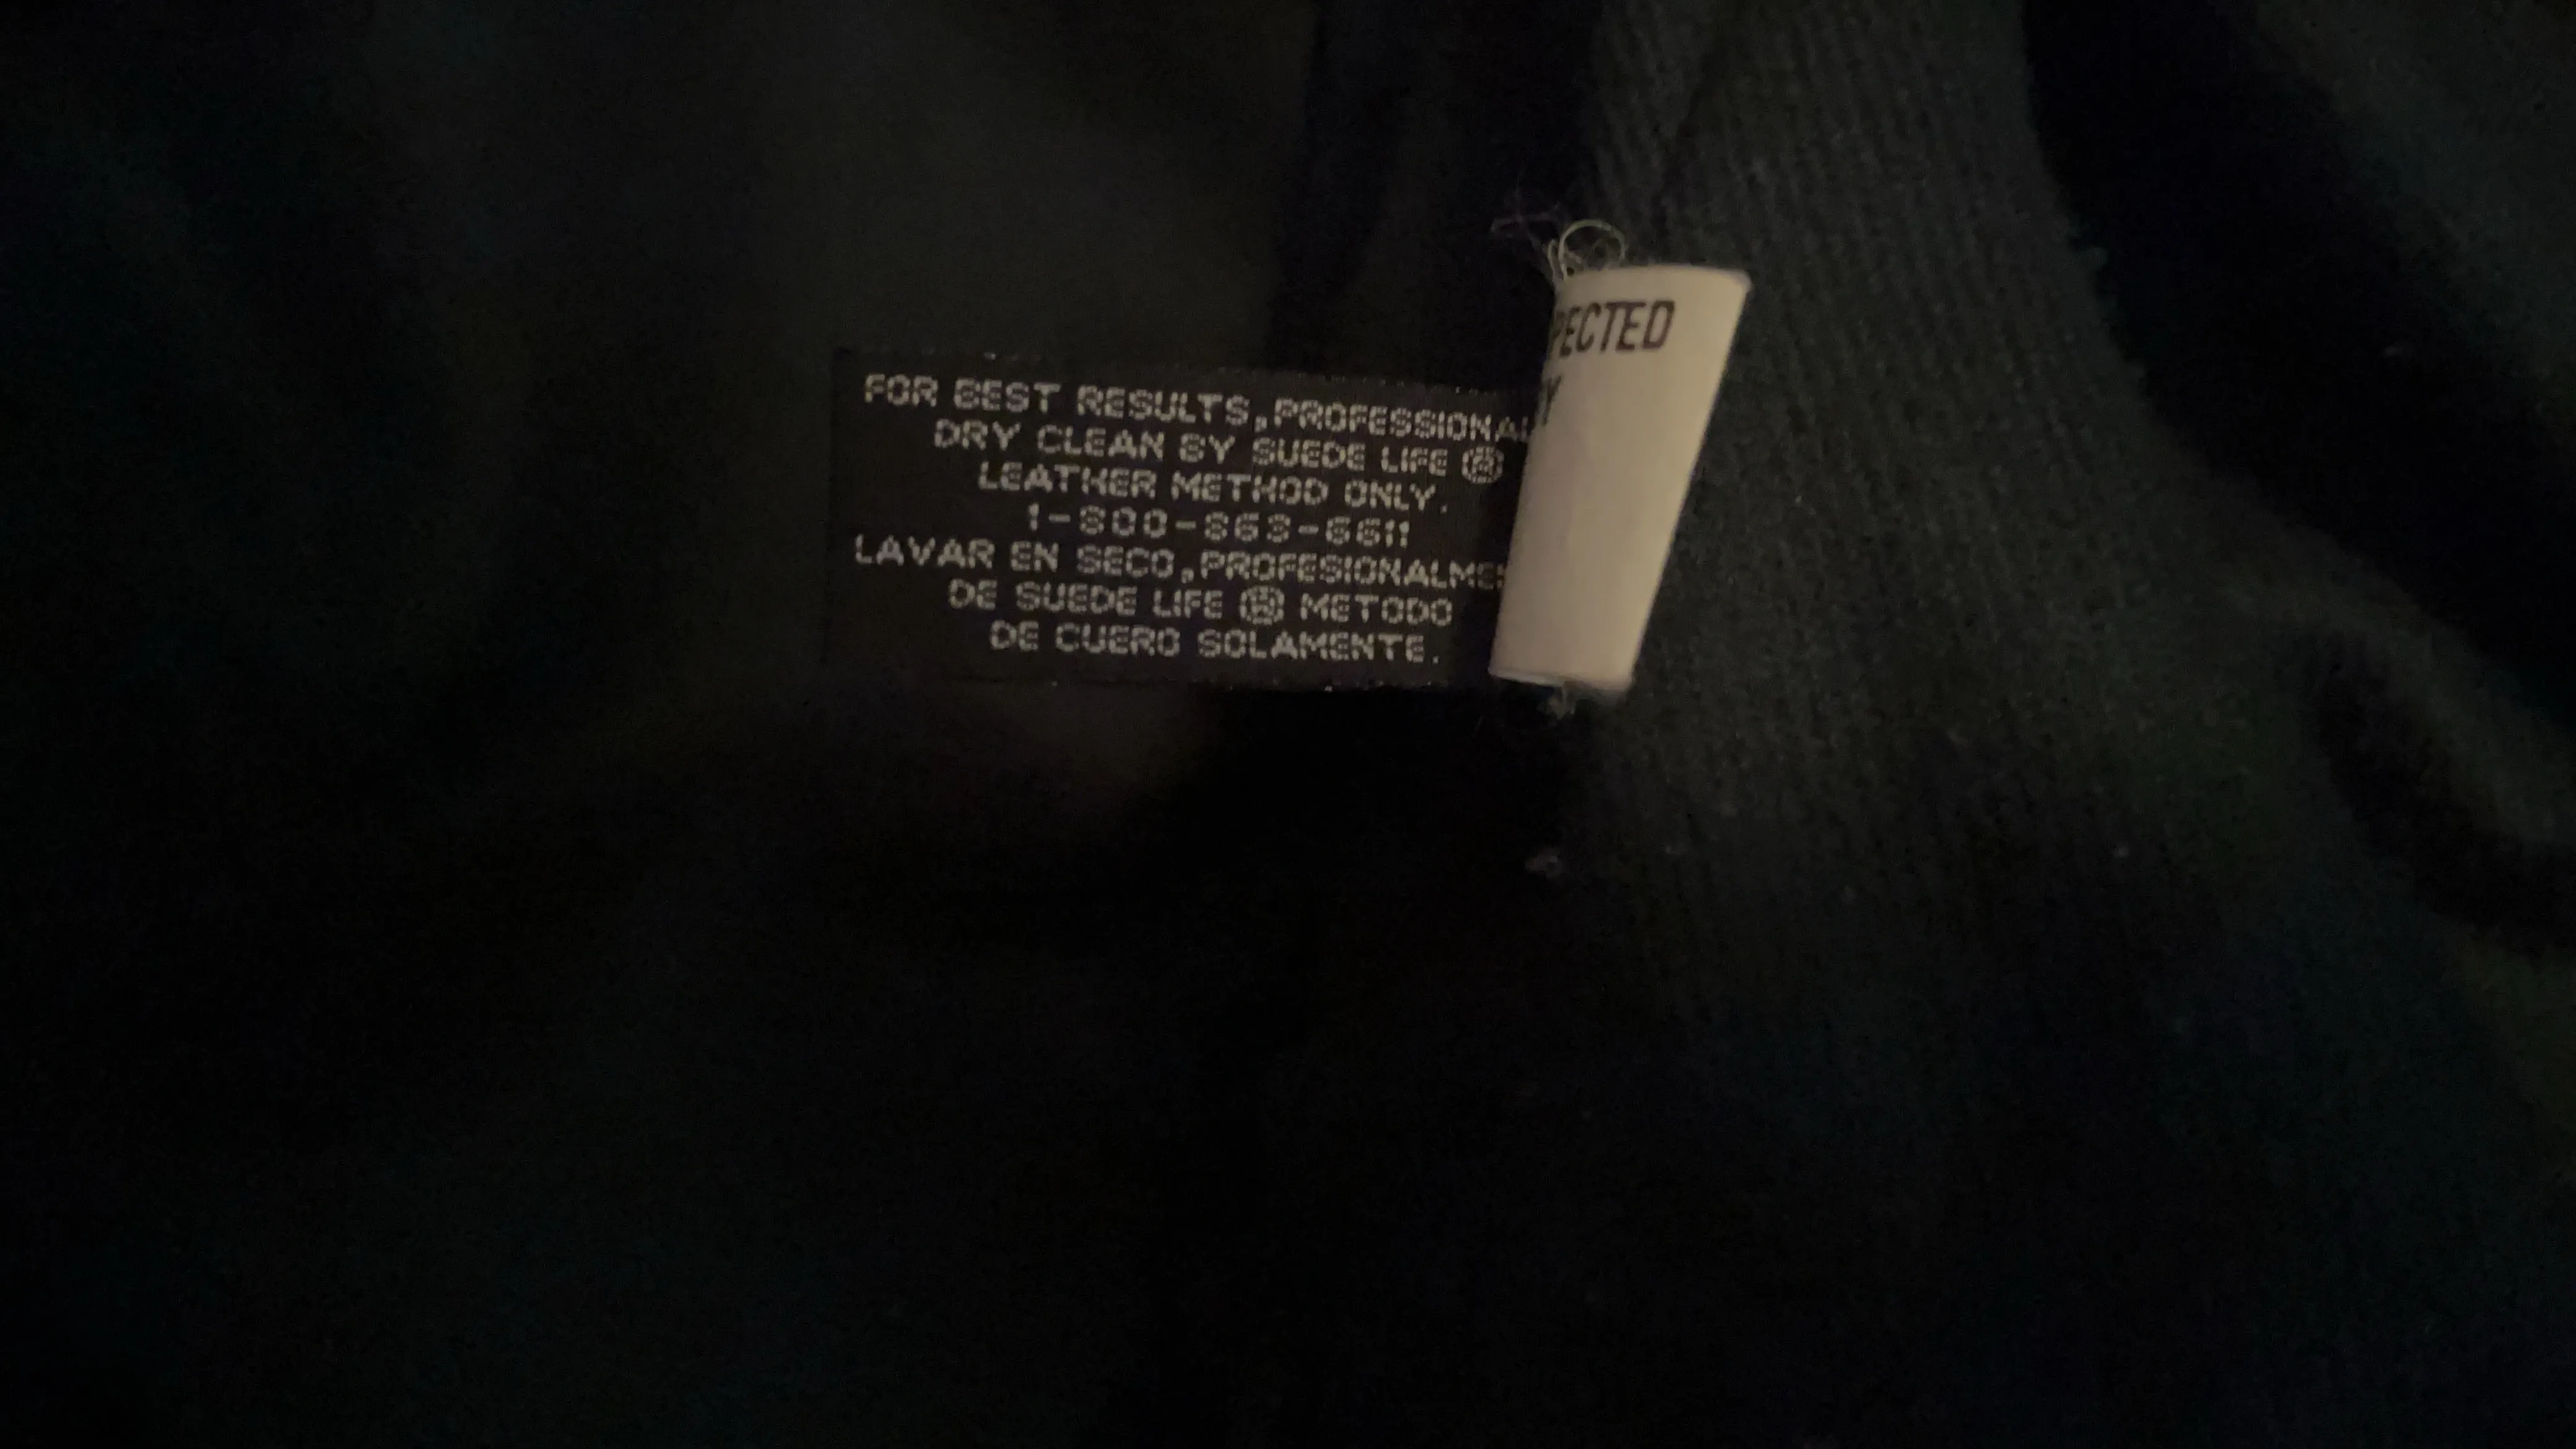 FOR BEST RESULTS,PROFESSIONAL
DRY CLEAN BY SUEDE LIFE ®
LEATHER METHOD ONLY.
1-800-863-6611
LAVAR EN SECO,PROFESIONALMEN
DE SUEDE LIFE ® METODO
DE CUERO SOLAMENTE.
PECTED
Y